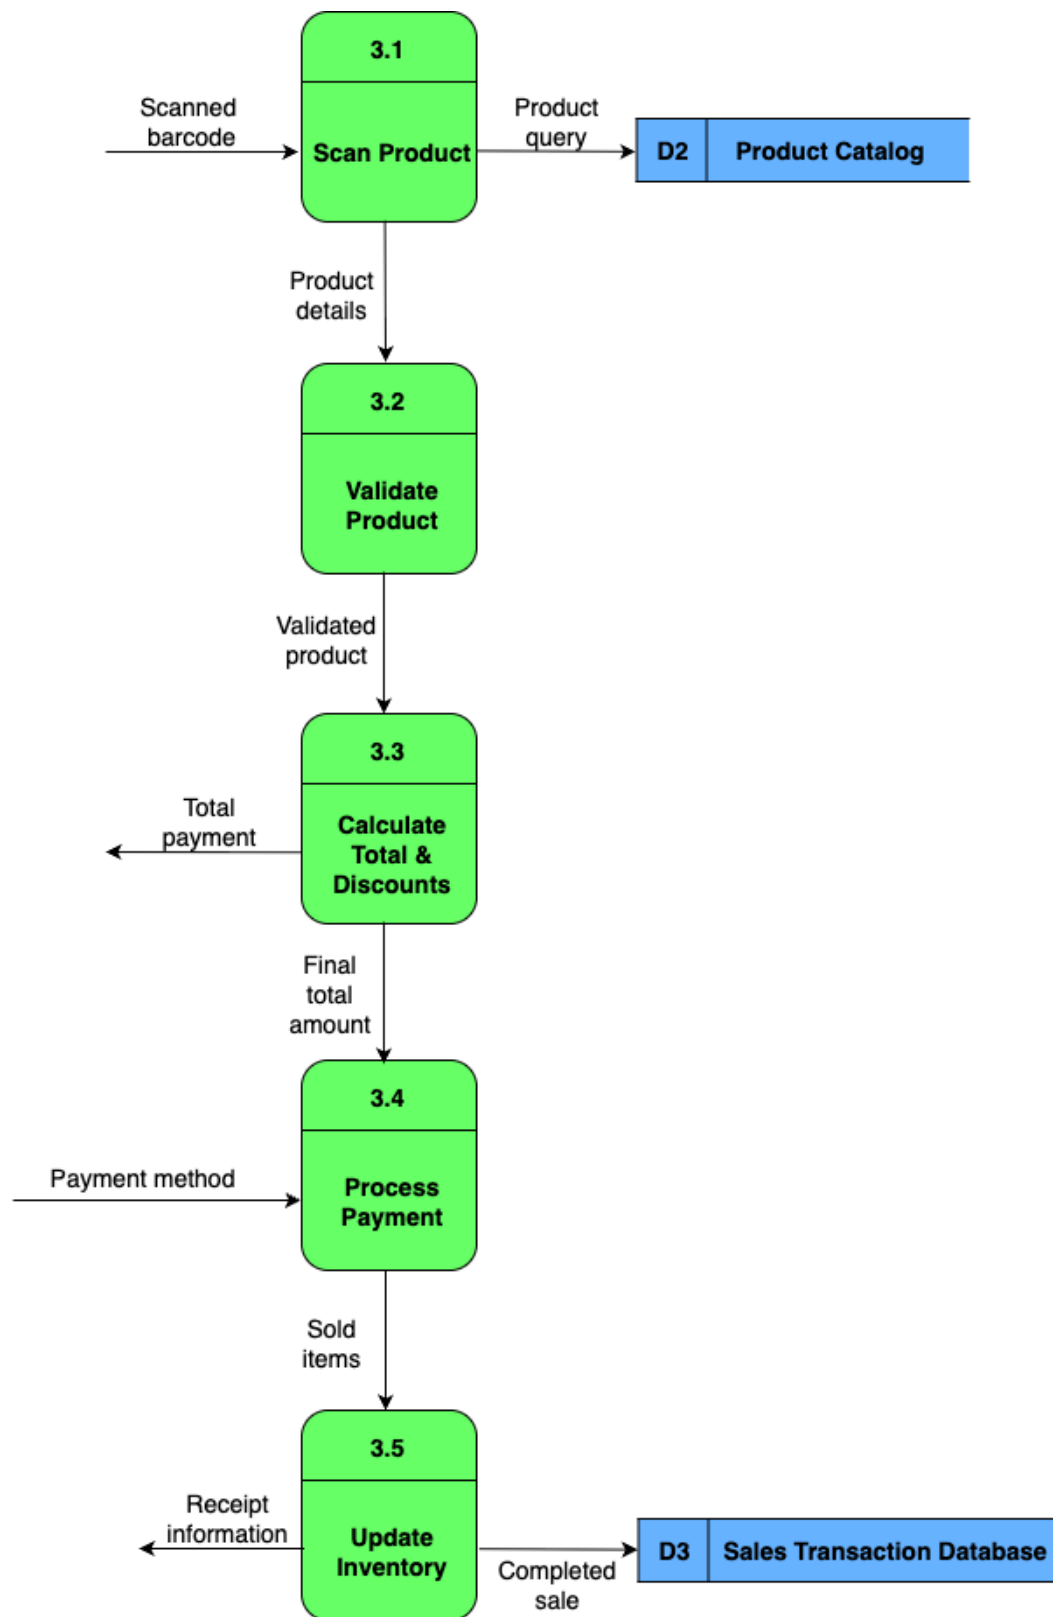 3.1
Scanned
barcode
Scan Product
Product
query
D2
Product Catalog
Product
details
3.2
Validate
Product
Validated
product
3.3
Total
payment
Calculate
Total &
Discounts
Final
total
amount
3.4
Payment method
Process
Payment
Sold
items
3.5
Receipt
information
Update
Inventory
Completed
sale
D3
Sales Transaction Database